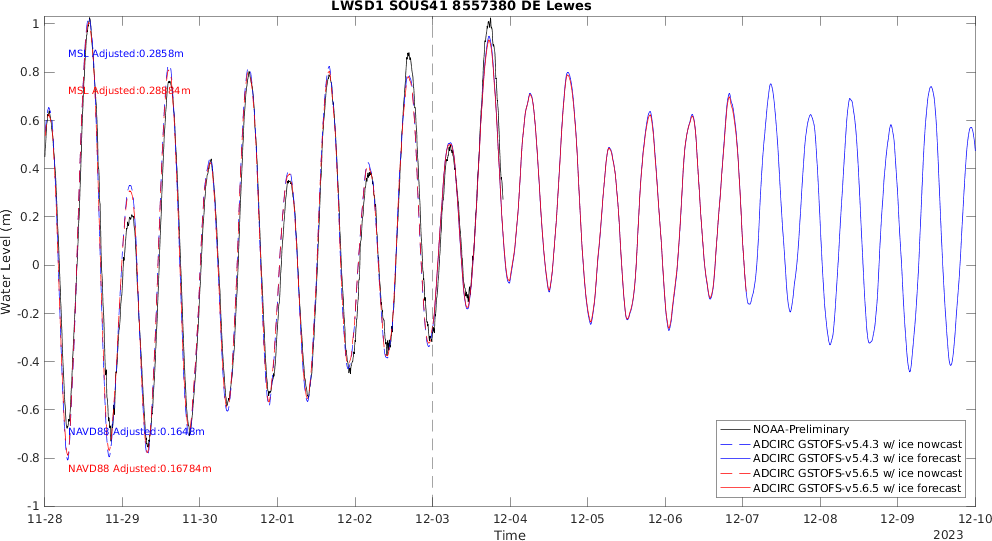 LWSD1 SOUS41 8557380 DE Lewes
1
0.8
0.6
0.4
0.2
0
-0.2
-0.4
-0.6
-0.8
-1
Water Level (m)
MSL Adjusted:0.2858m
MSL Adjusted:0.28884m
NAVD88 Adjusted:0.1648m
NAVD88 Adjusted:0.16784m
NOAA-Preliminary
ADCIRC GSTOFS-v5.4.3 w/ ice nowcast
ADCIRC GSTOFS-v5.4.3 w/ ice forecast
ADCIRC GSTOFS-v5.6.5 w/ ice nowcast
ADCIRC GSTOFS-v5.6.5 w/ ice forecast
11-28 11-29 11-30 12-01 12-02 12-03 12-04 12-05 12-06 12-07 12-08 12-09 12-10
Time
2023